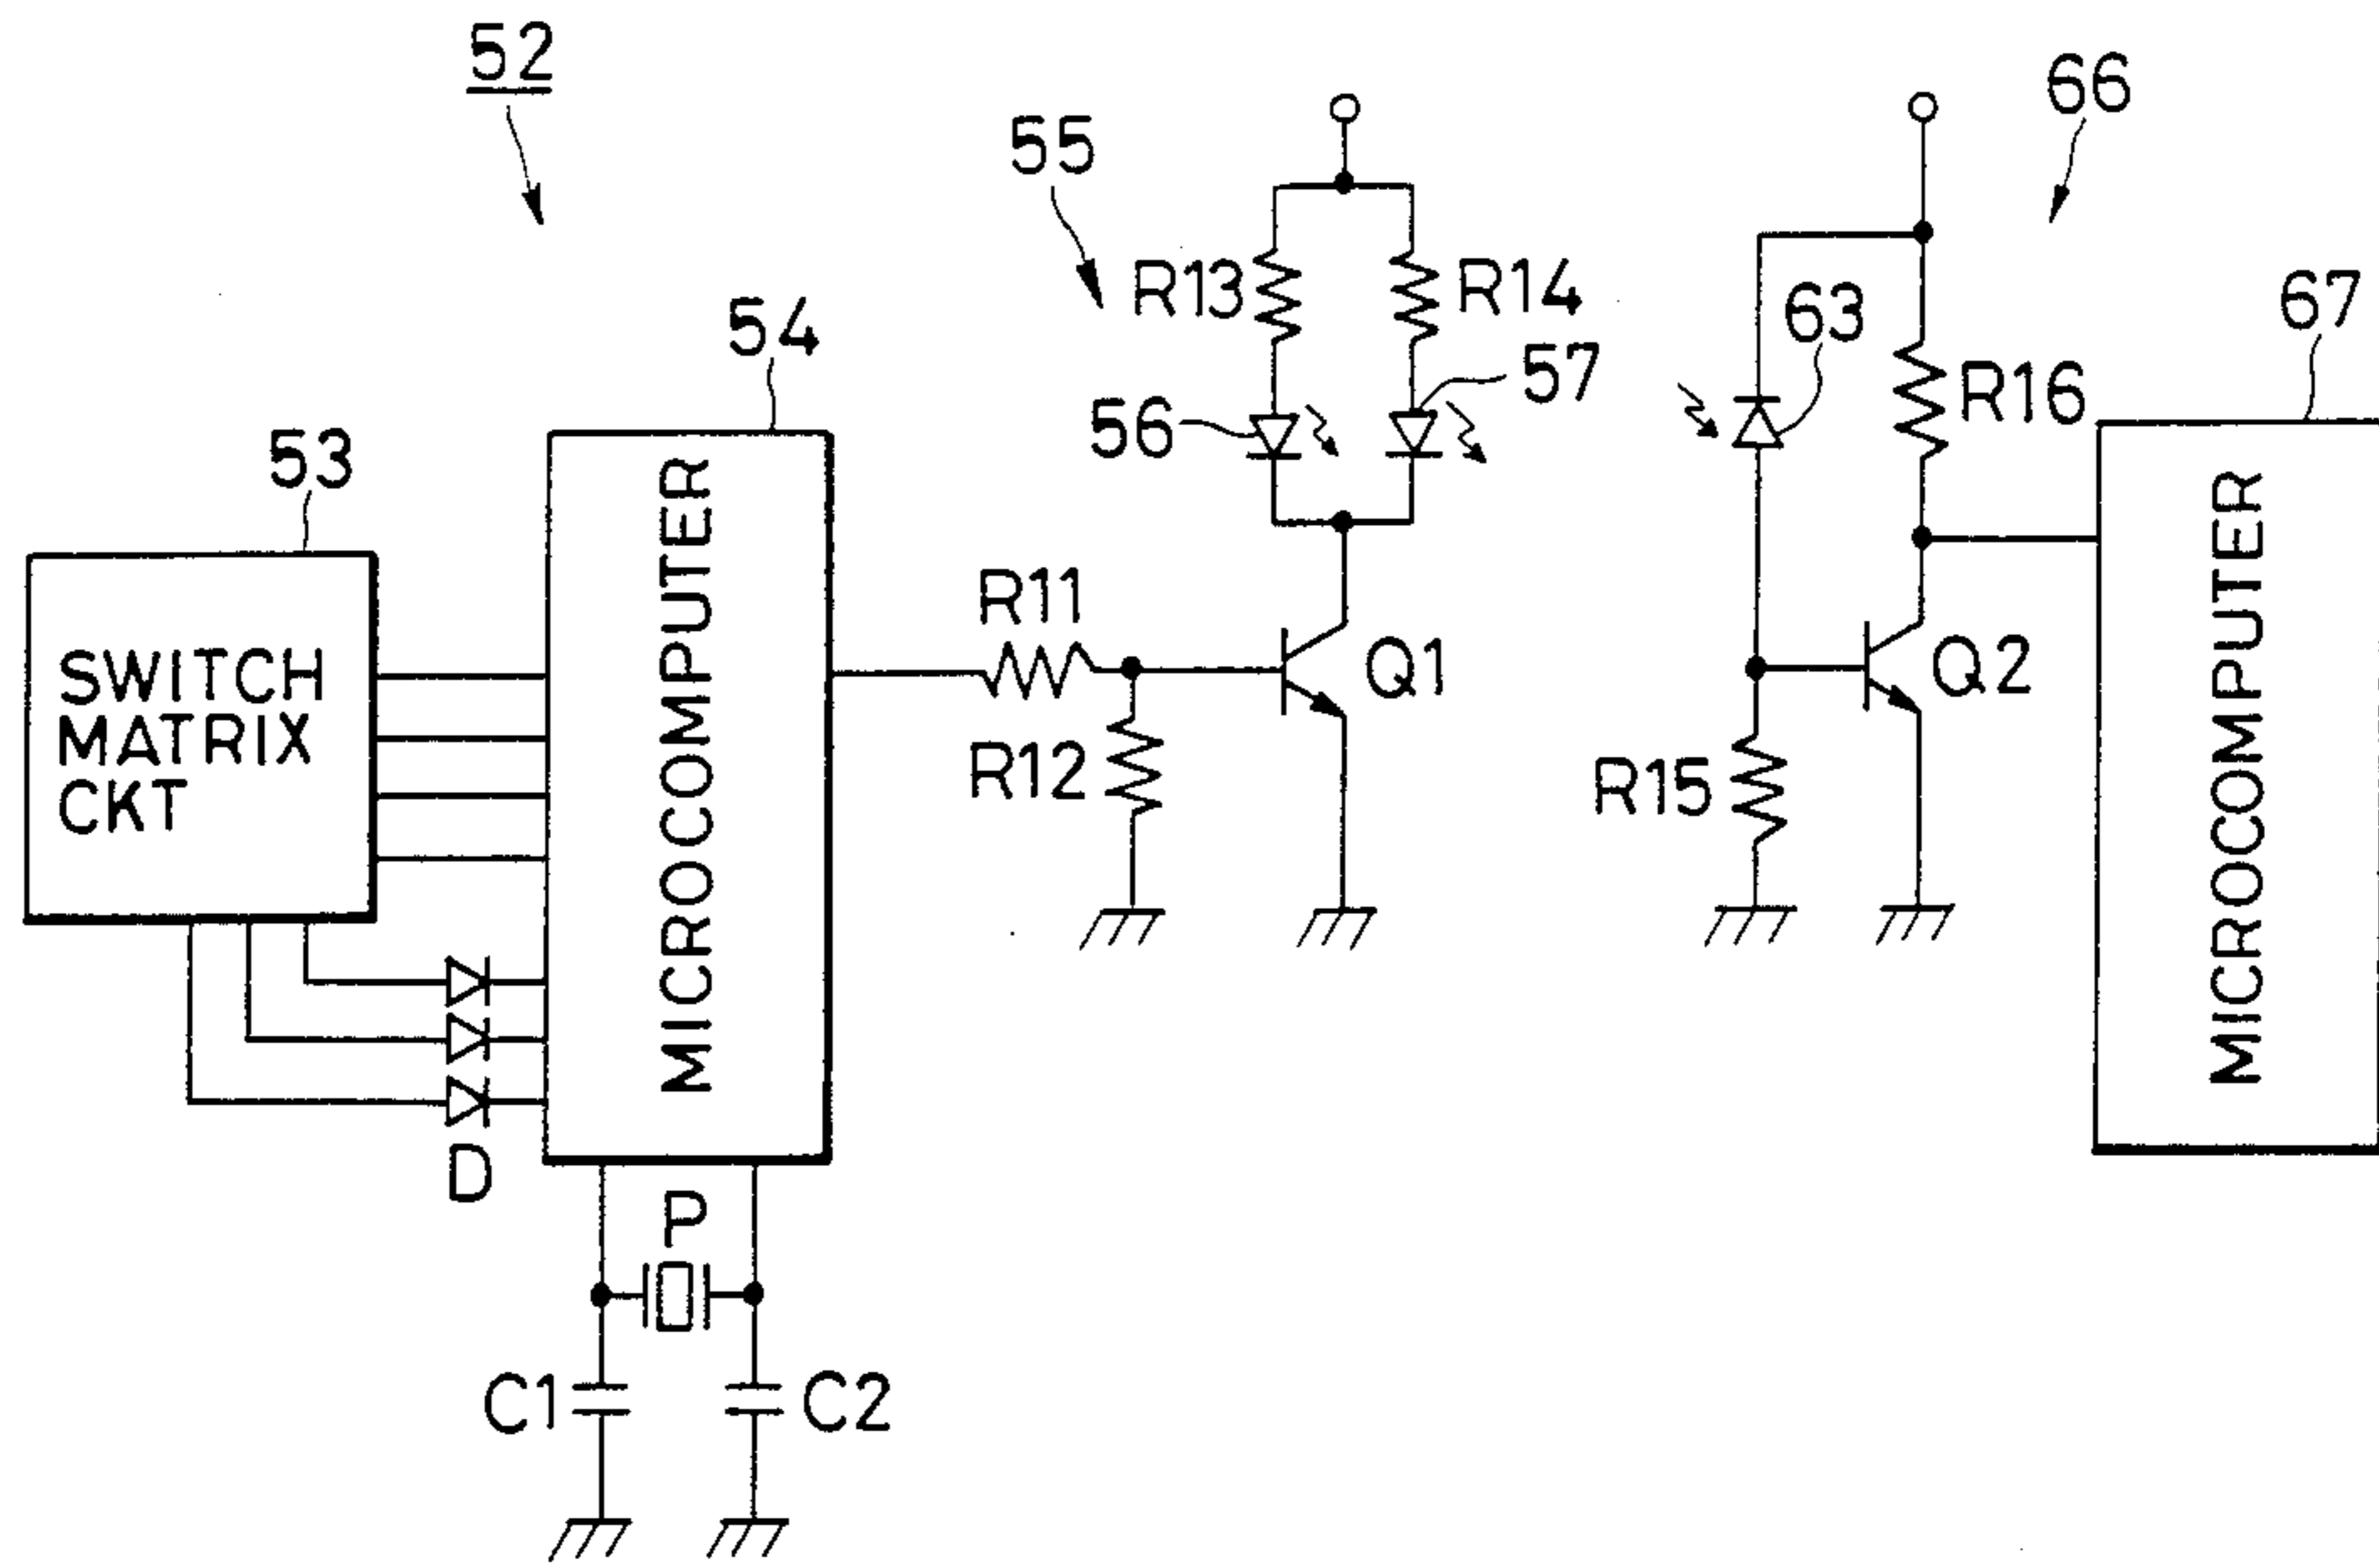 52
55
66
R13
R14
63
67
54
57
56
R16
53
MICROCOMPUTER
MICROCOMPUTER
R11
SWITCH
MATRIX
CKT
Q1
Q2
R12
R15
D
P
C1
C2